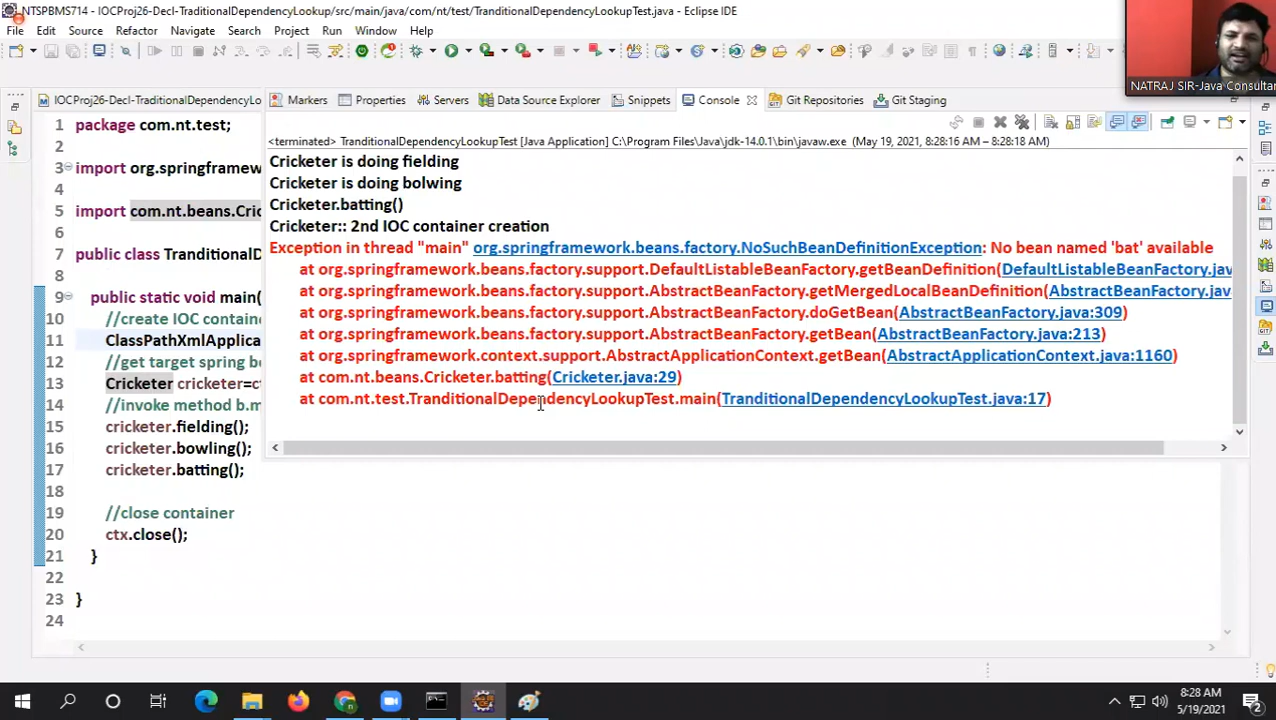 NTSPBMS714 - IOCProj26-Decl-TraditionalDependencyLookup/src/main/java/com/nt/test/TranditionalDependencyLookupTest.java - Eclipse IDE
File Edit Source Refactor Navigate Search Project Run Window Help
NATRAJ SIR-Java Consultan
IOCProj26-Decl-TraditionalDependencyLo
Markers Properties Servers Data Source Explorer Snippets Console Git Repositories Git Staging
<terminated> TranditionalDependencyLookupTest [Java Application] C:\Program Files\Java\jdk-14.0.1\bin\javaw.exe (May 19, 2021, 8:28:16 AM – 8:28:18 AM)
1 package com.nt.test;
2
3 import org.springframew
4
5 import com.nt.beans.Cric
6
7 public class Tranditional
8
9 public static void main(
10 //create IOC containe
11 ClassPathXmlApplica
12 //get target spring be
13 Cricketer cricketer=ct
14 //invoke method b.m
15 cricketer.fielding();
16 cricketer.bowling();
17 cricketer.batting();
18
19 //close container
20 ctx.close();
21 }
22
23 }
24
Cricketer is doing fielding
Cricketer is doing bolwing
Cricketer.batting()
Cricketer:: 2nd IOC container creation
Exception in thread "main" org.springframework.beans.factory.NoSuchBeanDefinitionException: No bean named 'bat' available
at org.springframework.beans.factory.support.DefaultListableBeanFactory.getBeanDefinition(DefaultListableBeanFactory.jav
at org.springframework.beans.factory.support.AbstractBeanFactory.getMergedLocalBeanDefinition(AbstractBeanFactory.jav
at org.springframework.beans.factory.support.AbstractBeanFactory.doGetBean(AbstractBeanFactory.java:309)
at org.springframework.beans.factory.support.AbstractBeanFactory.getBean(AbstractBeanFactory.java:213)
at org.springframework.context.support.AbstractApplicationContext.getBean(AbstractApplicationContext.java:1160)
at com.nt.beans.Cricketer.batting(Cricketer.java:29)
at com.nt.test.TranditionalDependencyLookupTest.main(TranditionalDependencyLookupTest.java:17)
8:28 AM
5/19/2021
2